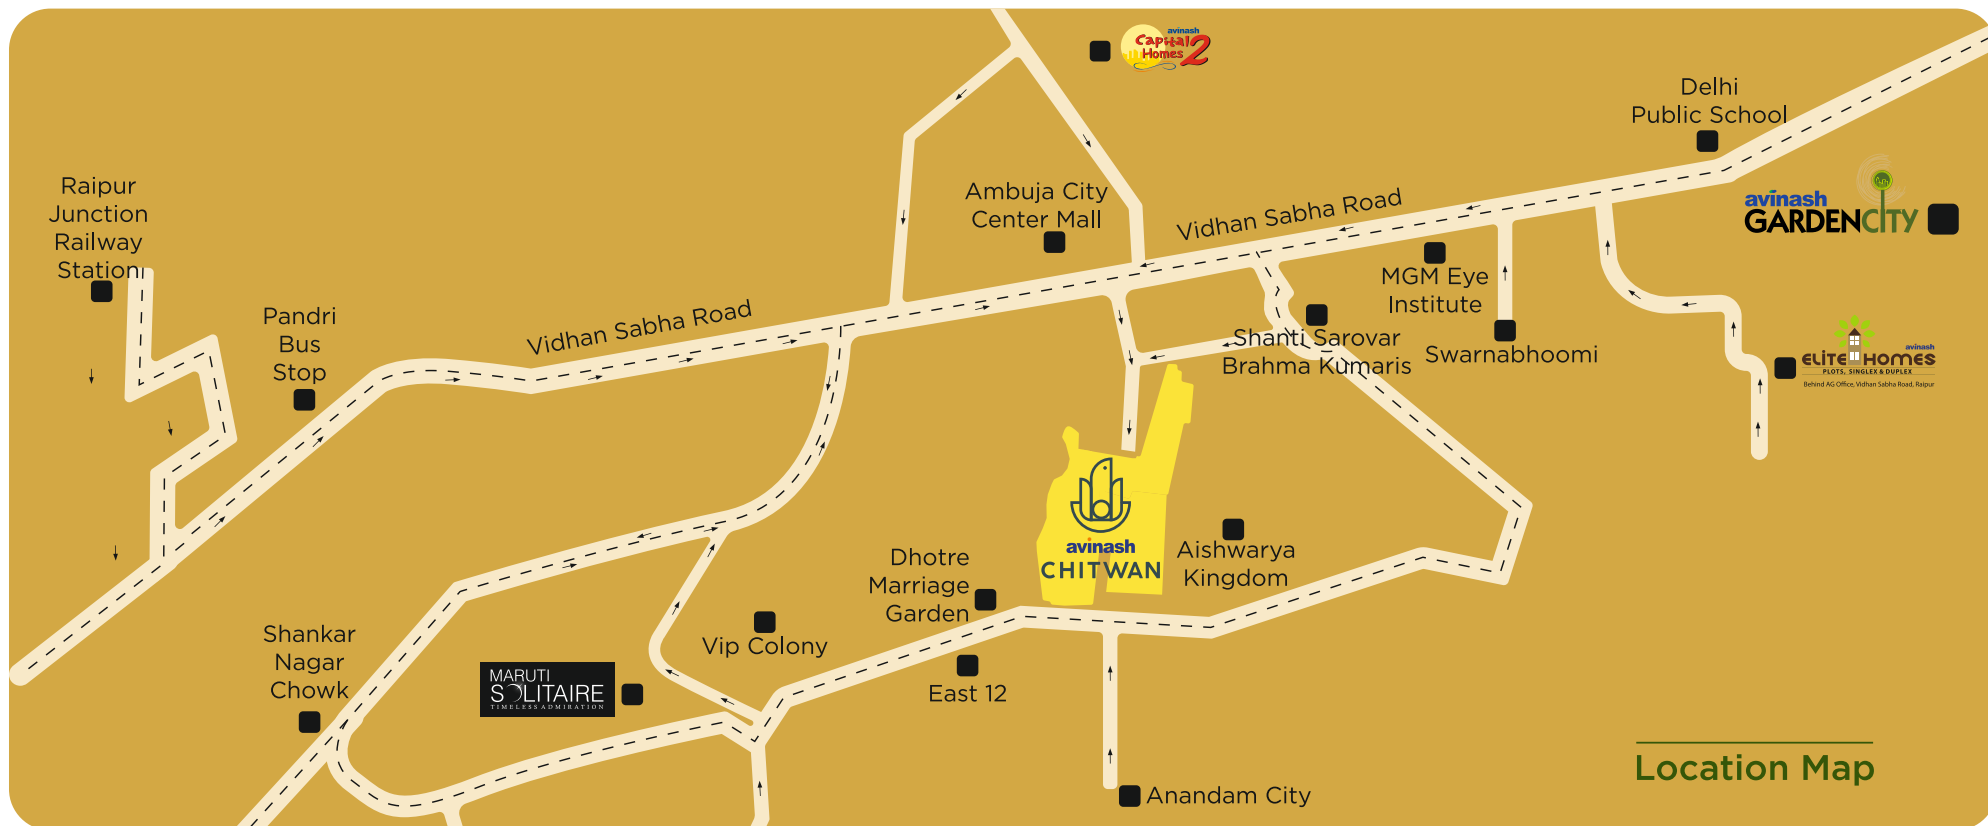 avinash
Capital
Homes 2
Delhi
Public School
Raipur
Junction
Railway
Station
Ambuja City
Center Mall
Vidhan Sabha Road
avinash
GARDENCITY
MGM Eye
Institute
Pandri
Bus
Stop
Vidhan Sabha Road
Shanti Sarovar
Brahma Kumaris
Swarnabhoomi
avinash
ELITE HOMES
PLOTS, SINGLEX & DUPLEX
Behind AG Office, Vidhan Sabha Road, Raipur
avinash
CHITWAN
Aishwarya
Kingdom
Dhotre
Marriage
Garden
Shankar
Nagar
Chowk
MARUTI
SOLITAIRE
TIMELESS ADMIRATION
Vip Colony
East 12
Anandam City
Location Map